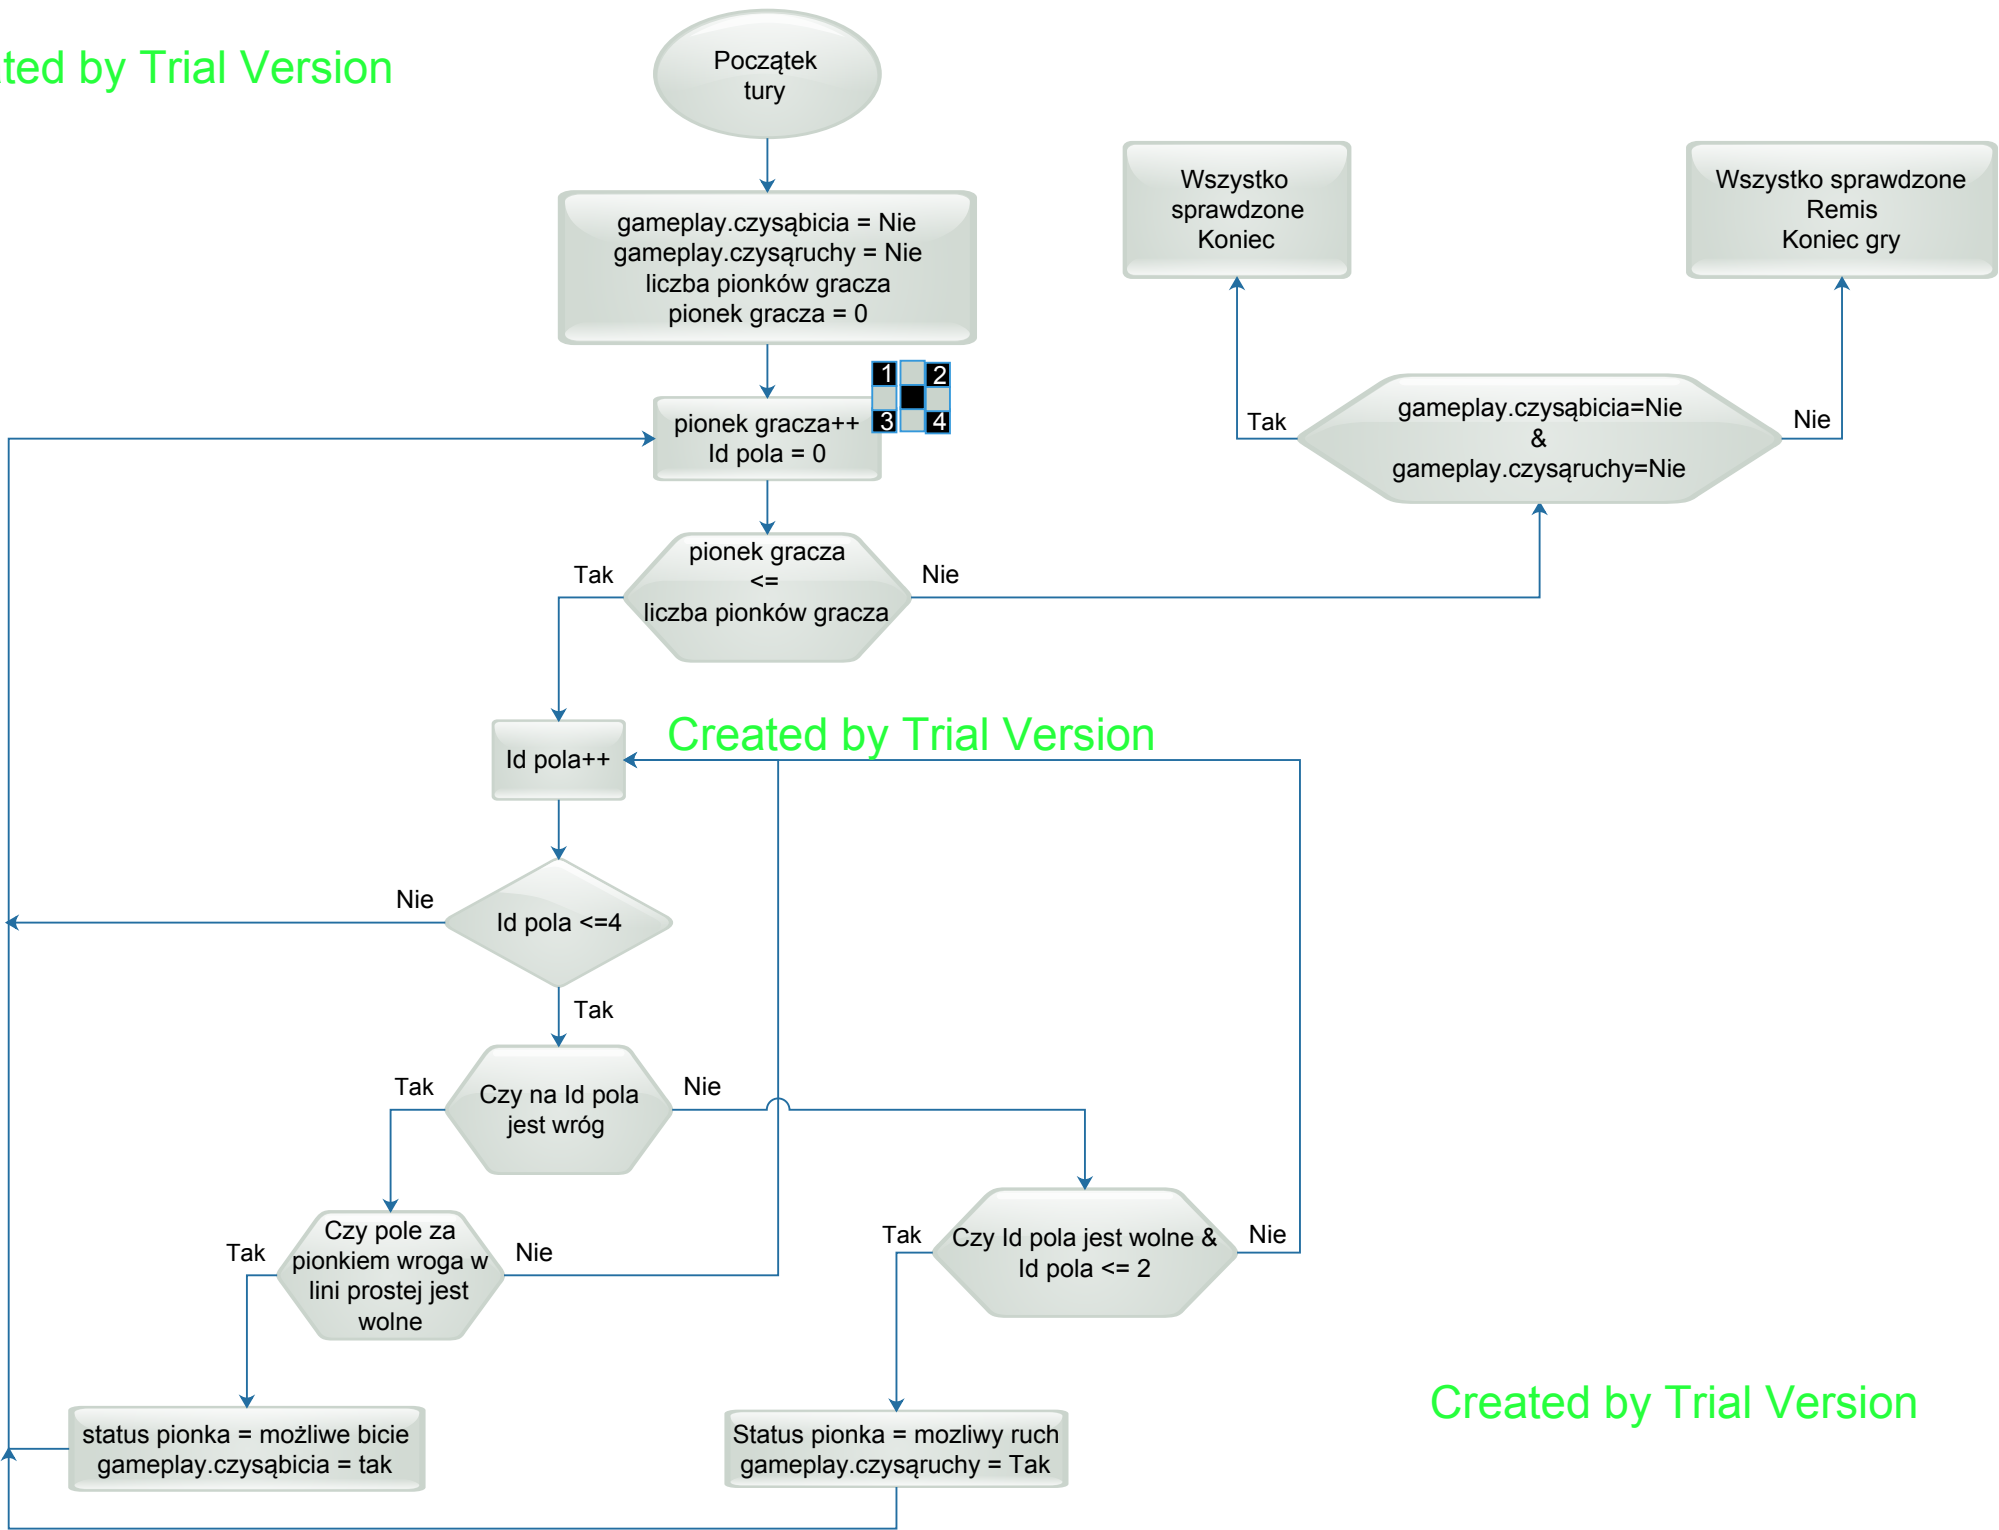 ted by Trial Version
Początek
tury
Wszystko
sprawdzone
Koniec
Wszystko sprawdzone
Remis
Koniec gry
gameplay.czysąbicia = Nie
gameplay.czysąruchy = Nie
liczba pionków gracza
pionek gracza = 0
1
2
3
4
pionek gracza++
Id pola = 0
Tak
gameplay.czysąbicia=Nie
&
gameplay.czysąruchy=Nie
Nie
Tak
pionek gracza
<=
liczba pionków gracza
Nie
Created by Trial Version
Id pola++
Nie
Id pola <=4
Tak
Tak
Czy na Id pola
jest wróg
Nie
Tak
Czy pole za
pionkiem wroga w
lini prostej jest
wolne
Nie
Tak
Czy Id pola jest wolne &
Id pola <= 2
Nie
status pionka = możliwe bicie
gameplay.czysąbicia = tak
Status pionka = mozliwy ruch
gameplay.czysąruchy = Tak
Created by Trial Version